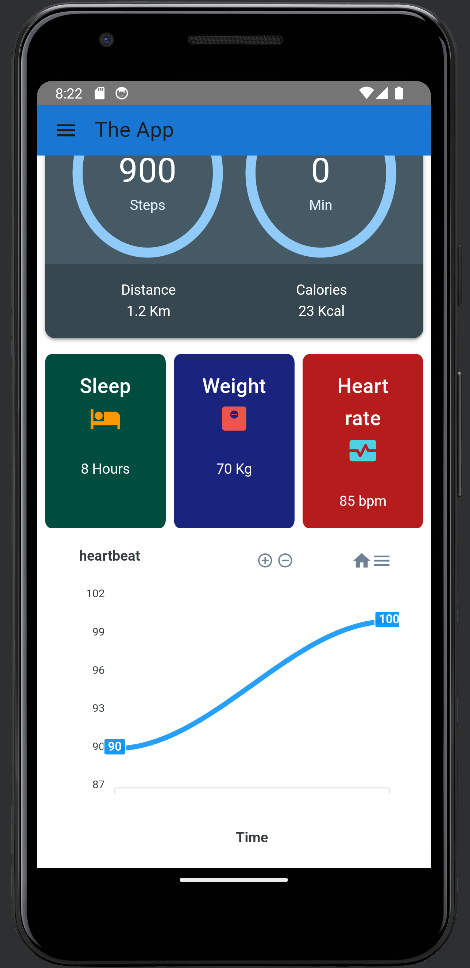 8:22
The App
900
0
Steps
Min
Distance
Calories
1.2 Km
23 Kcal
Sleep
Weight
Heart
rate
8 Hours
70 Kg
85 bpm
heartbeat
102
100
99
96
93
90
90
87
Time